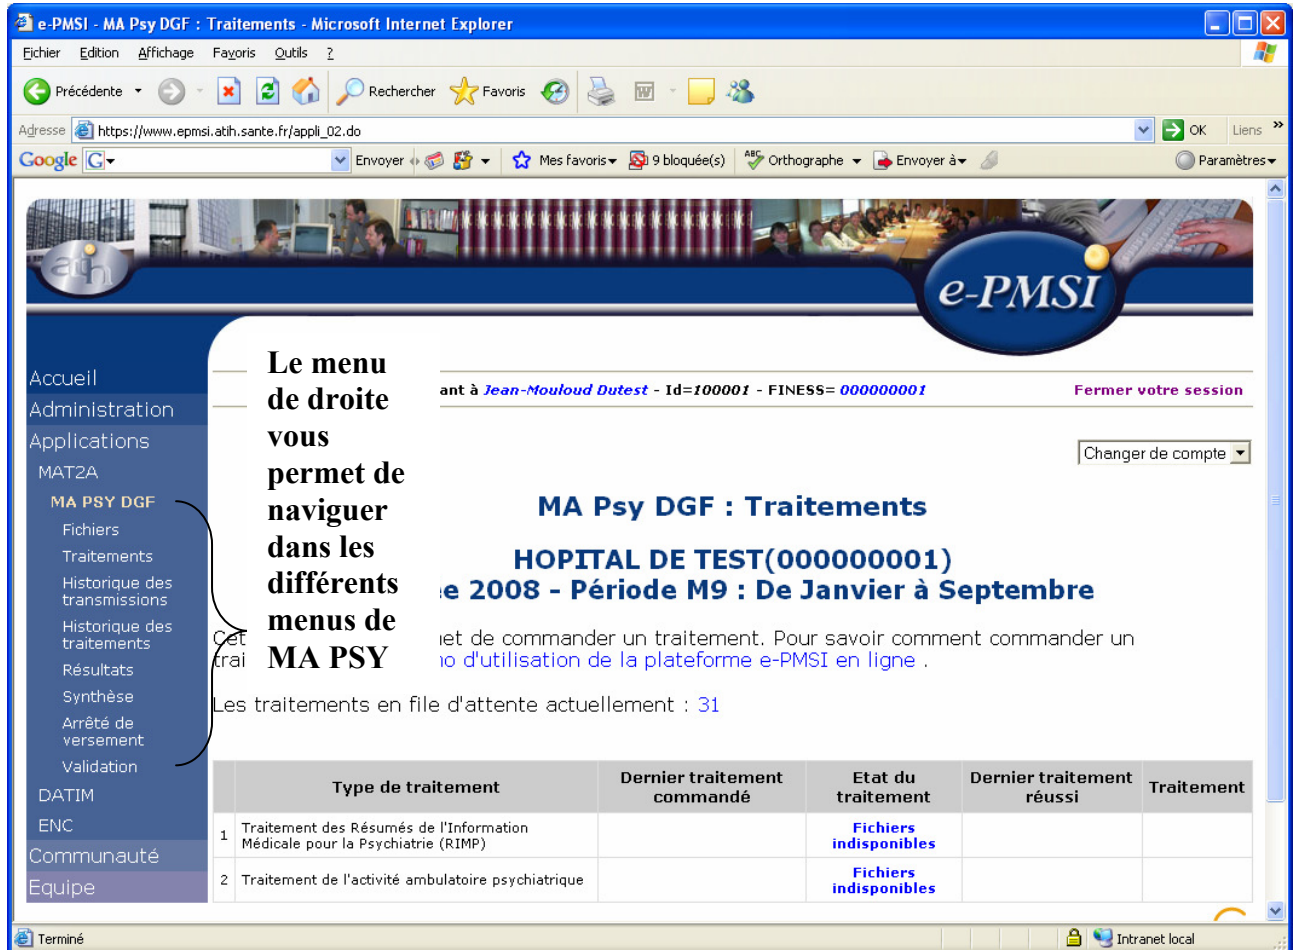 e-PMSI - MA Psy DGF : Traitements - Microsoft Internet Explorer
Fichier Edition Affichage Favoris Outils ?
Précédente Rechercher Favoris
Adresse https://www.epmsi.atih.sante.fr/appli_02.do OK Liens »
Google G Envoyer Mes favoris 9 bloquée(s) ABC Orthographe Envoyer à Paramètres
atih
e-PMSI
Accueil
Administration
Applications
MAT2A
MA PSY DGF
Fichiers
Traitements
Historique des
transmissions
Historique des
traitements
Résultats
Synthèse
Arrêté de
versement
Validation
DATIM
ENC
Communauté
Equipe
Le menu
de droite
vous
permet de
naviguer
dans les
différents
menus de
MA PSY
ant à Jean-Mouloud Dutest - Id=100001 - FINESS= 000000001 Fermer votre session
Changer de compte
MA Psy DGF : Traitements
HOPITAL DE TEST(000000001)
e 2008 - Période M9 : De Janvier à Septembre
Cet et de commander un traitement. Pour savoir comment commander un
trai o d'utilisation de la plateforme e-PMSI en ligne .
Les traitements en file d'attente actuellement : 31
Type de traitement Dernier traitement commandé Etat du traitement Dernier traitement réussi Traitement
1 Traitement des Résumés de l'Information Médicale pour la Psychiatrie (RIMP) Fichiers indisponibles
2 Traitement de l'activité ambulatoire psychiatrique Fichiers indisponibles
Terminé Intranet local